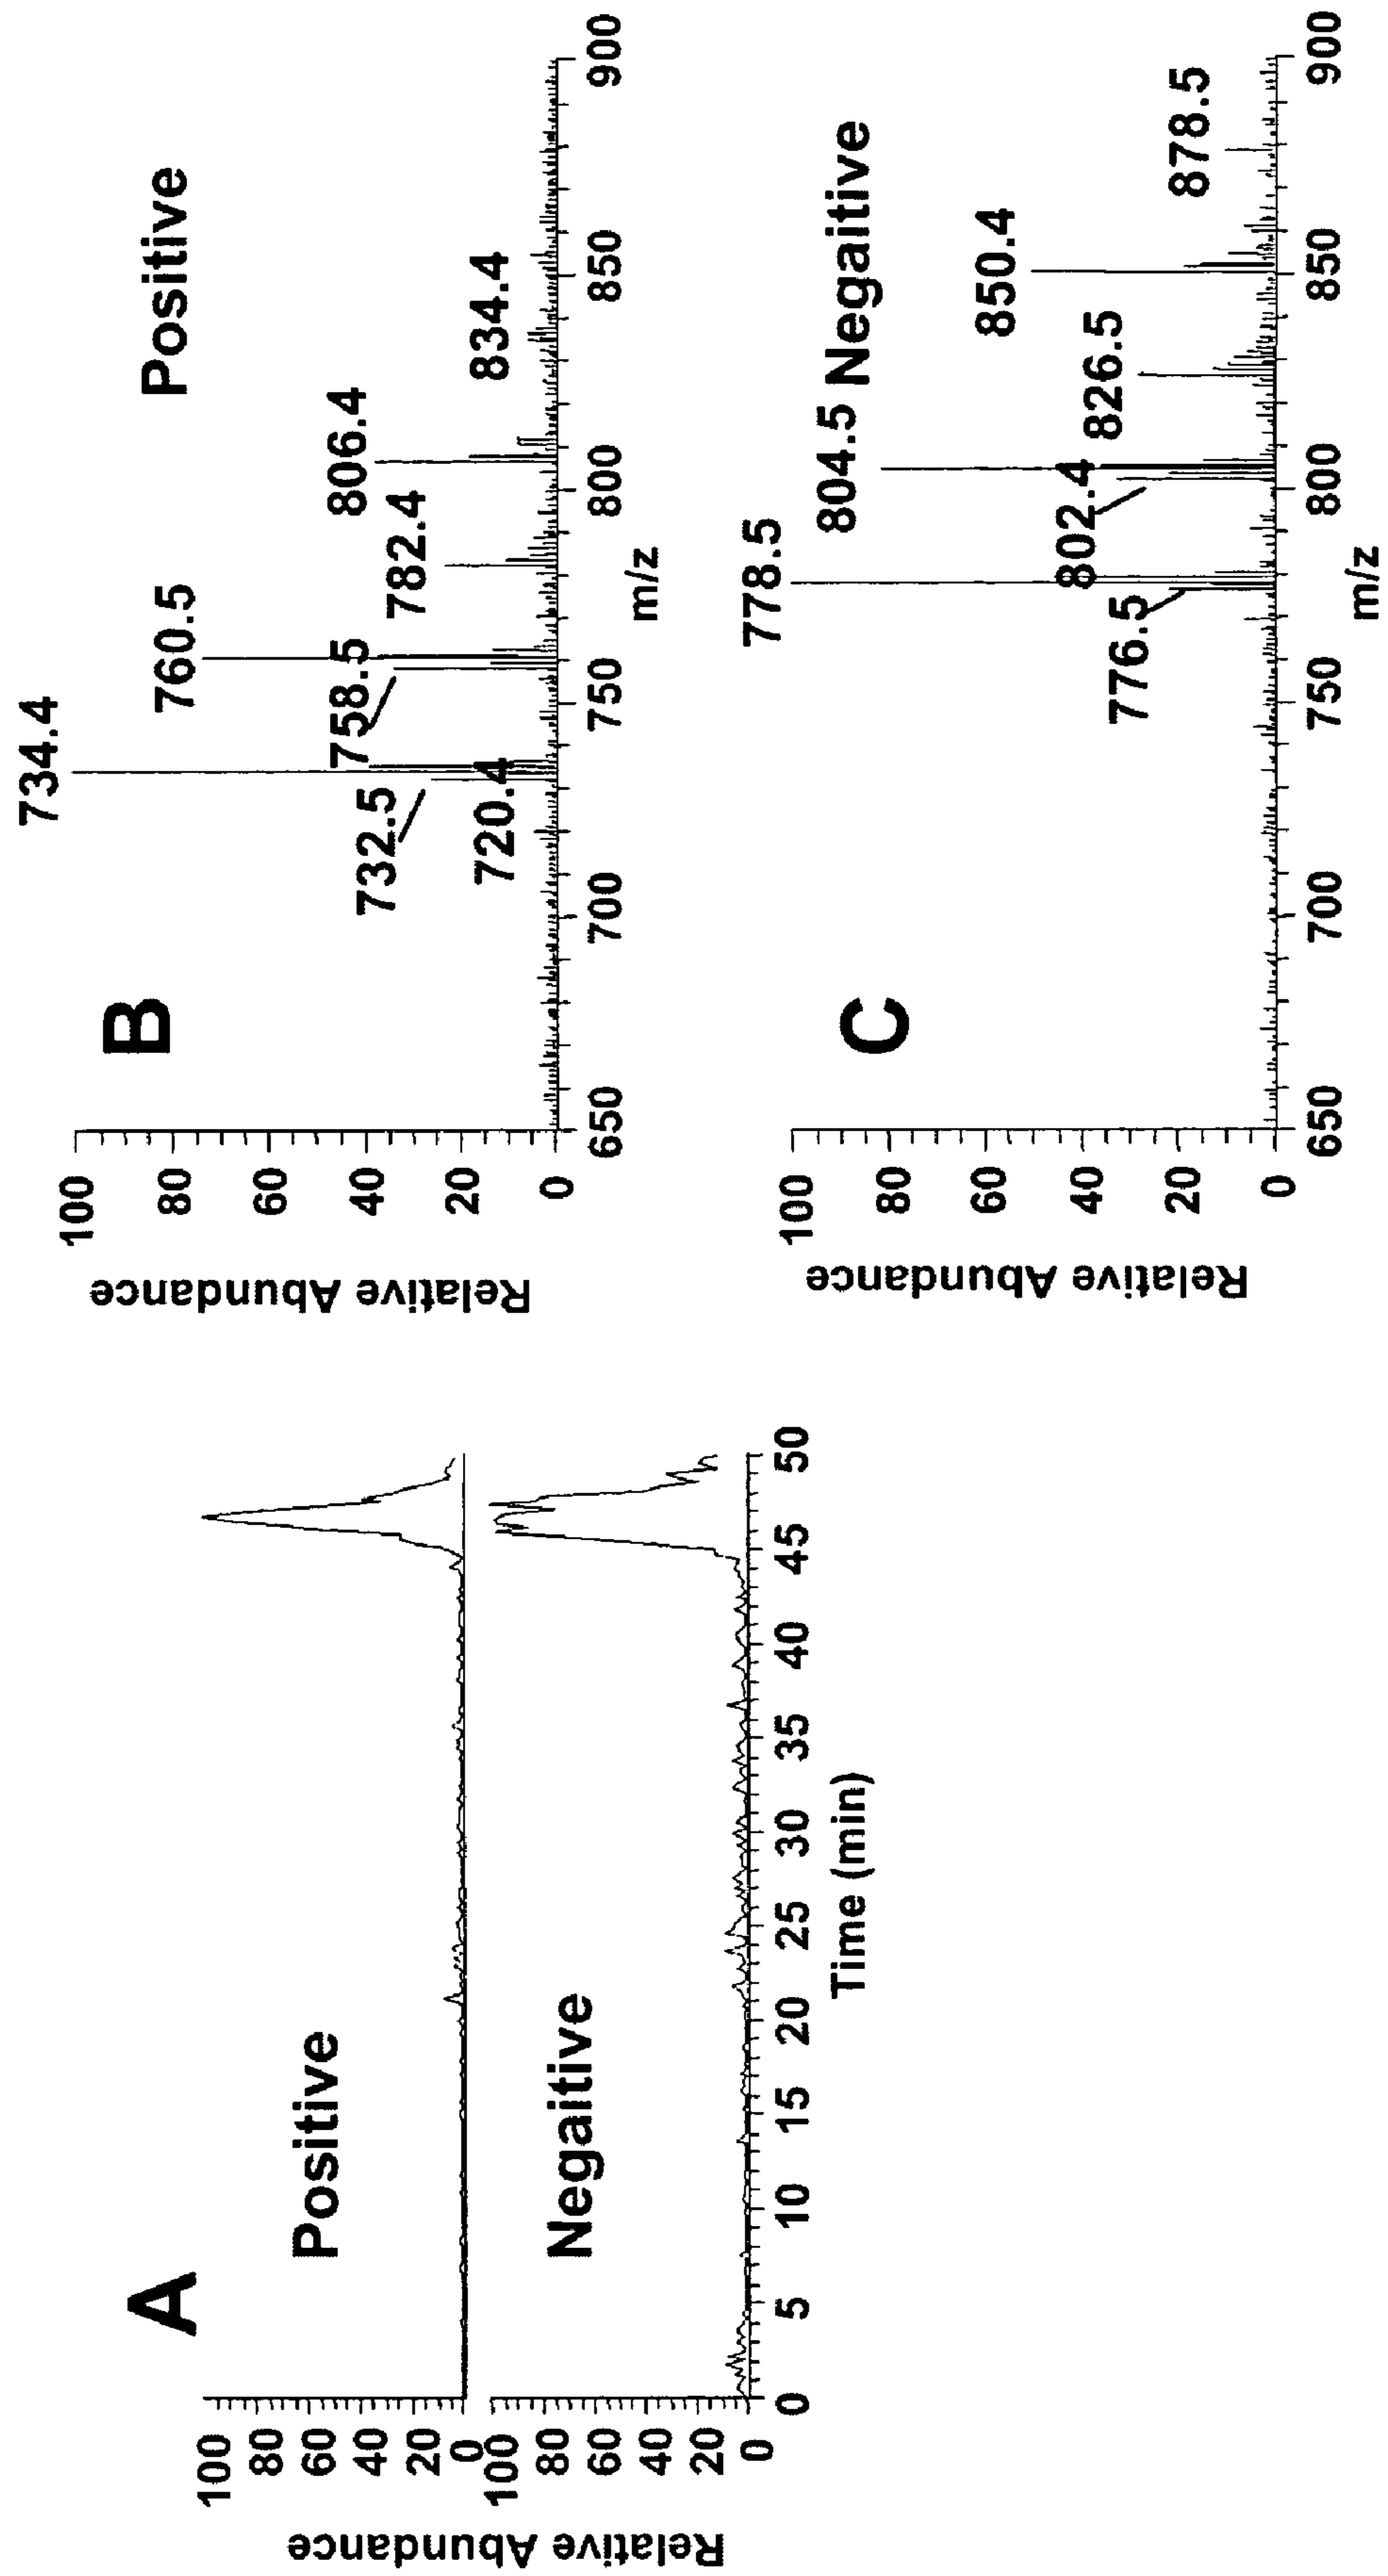 A
Positive
100
80
60
40
20
0
Negaitive
100
80
60
40
20
0
Relative Abundance
0 5 10 15 20 25 30 35 40 45 50
Time (min)
B
Positive
734.4
760.5
806.4
758.5
732.5
782.4
720.4
834.4
100
80
60
40
20
0
Relative Abundance
650 700 750 800 850 900
m/z
C
Negaitive
778.5
804.5
850.4
802.4
826.5
776.5
878.5
100
80
60
40
20
0
Relative Abundance
650 700 750 800 850 900
m/z